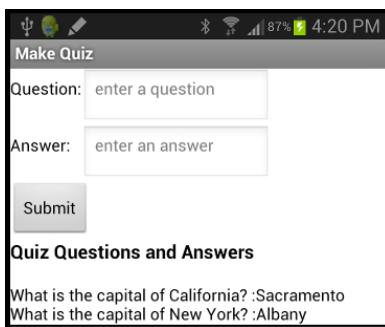 87% 4:20 PM
Make Quiz
Question: enter a question
Answer: enter an answer
Submit
Quiz Questions and Answers
What is the capital of California? :Sacramento
What is the capital of New York? :Albany